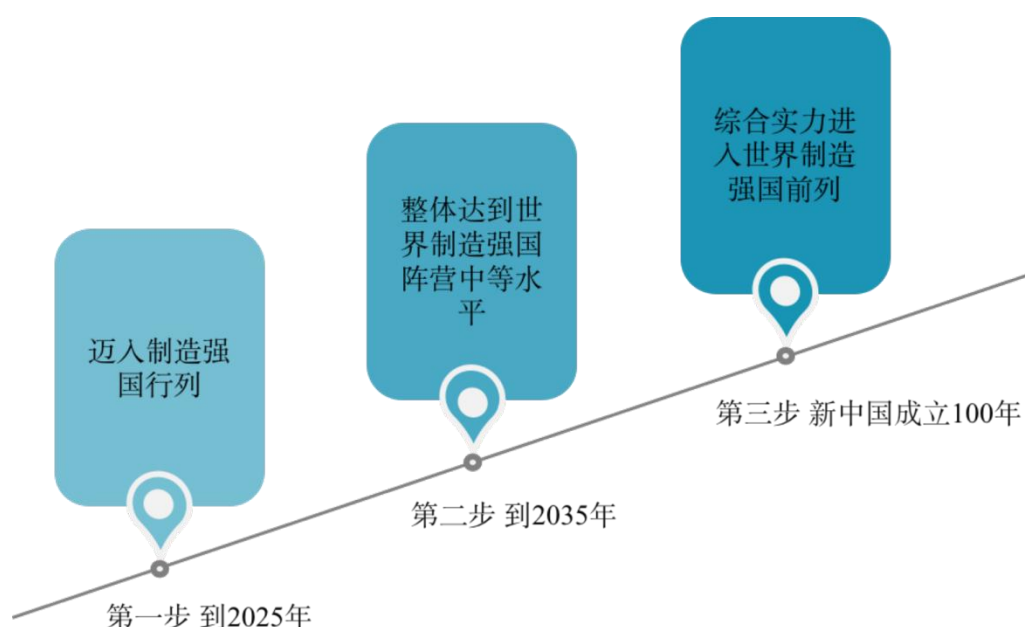 迈入制造强
国行列
第一步 到2025年
整体达到世
界制造强国
阵营中等水
平
第二步 到2035年
综合实力进
入世界制造
强国前列
第三步 新中国成立100年